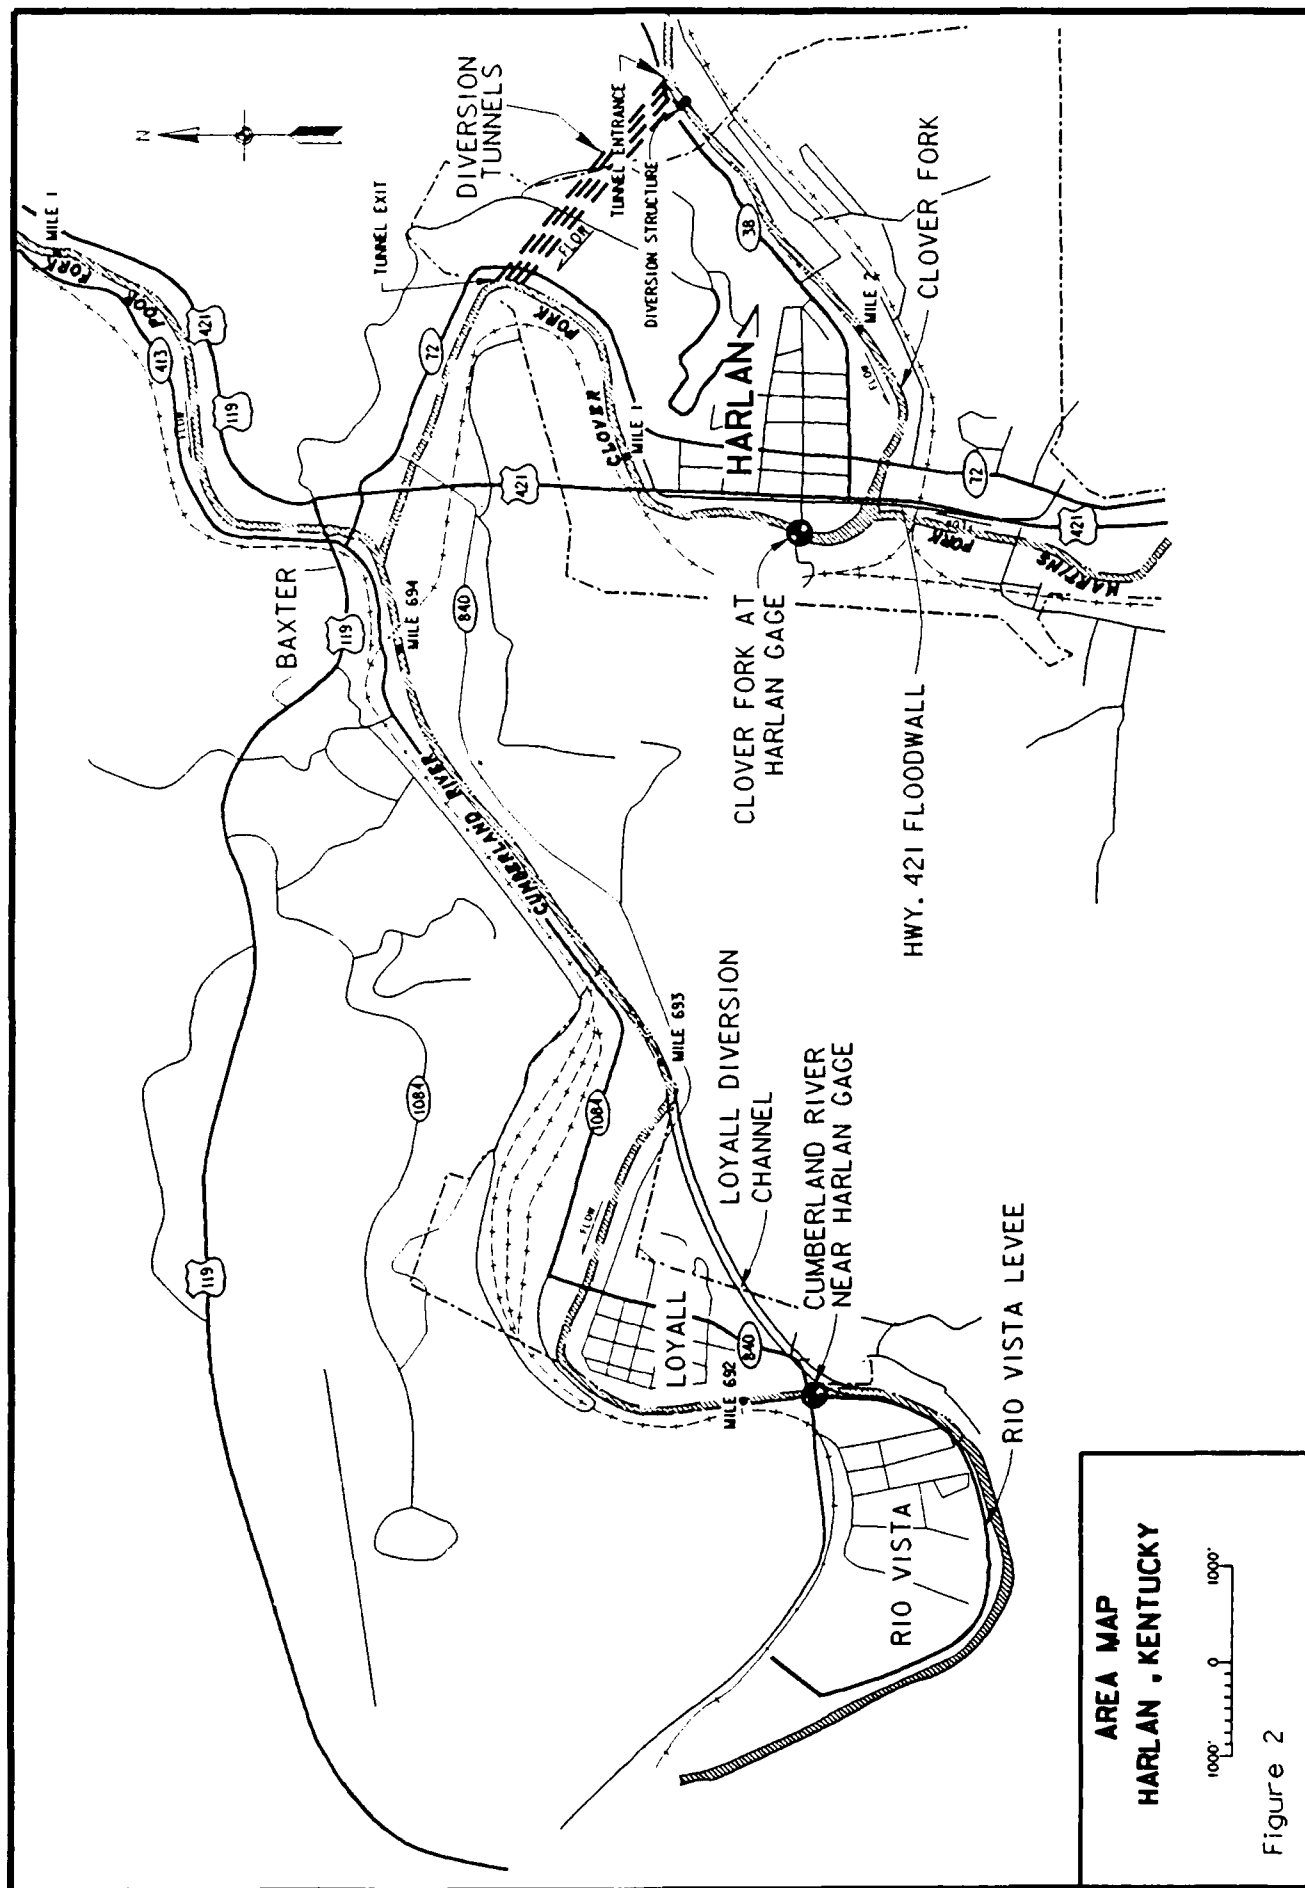 N
DIVERSION
TUNNELS
TUNNEL EXIT
TUNNEL ENTRANCE
DIVERSION STRUCTURE
FLOW
MILE 1
POOR FORK
413
421
119
FLOW
72
CLOVER FORK
MILE 1
HARLAN
38
MILE 2
FLOW
CLOVER FORK
421
72
421
FLOW
MARTINS FORK
BAXTER
119
MILE 694
840
CLOVER FORK AT
HARLAN GAGE
HWY. 421 FLOODWALL
CUMBERLAND RIVER
MILE 693
1084
1084
119
LOYALL DIVERSION
CHANNEL
FLOW
LOYALL
840
MILE 692
CUMBERLAND RIVER
NEAR HARLAN GAGE
RIO VISTA LEVEE
RIO VISTA
AREA MAP
HARLAN , KENTUCKY
1000' 0 1000'
Figure 2